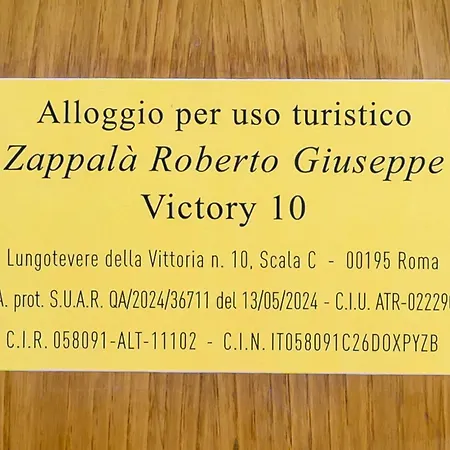 Alloggio per uso turistico
Zappalà Roberto Giuseppe
Victory 10
Lungotevere della Vittoria n. 10, Scala C - 00195 Roma
A. prot. S.U.A.R. QA/2024/36711 del 13/05/2024 - C.I.U. ATR-022290
C.I.R. 058091-ALT-11102 - C.I.N. IT058091C26DOXPYZB